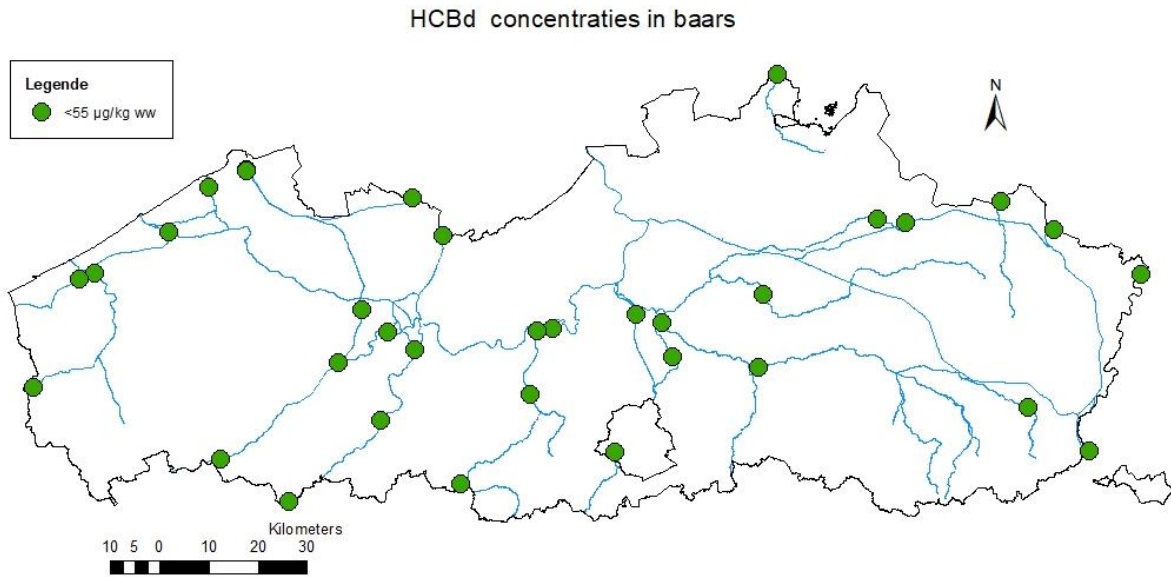 HCBd concentraties in baars
Legende
<55 µg/kg ww
N
Kilometers
10 5 0 10 20 30